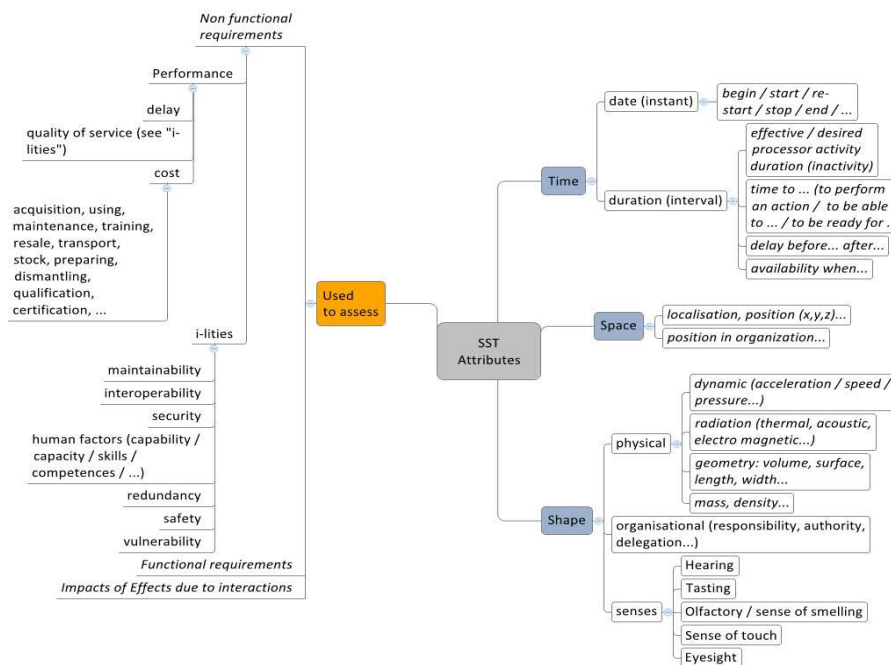 Non functional
requirements
Performance
delay
quality of service (see "i-
lities")
cost
acquisition, using,
maintenance, training,
resale, transport,
stock, preparing,
dismantling,
qualification,
certification, ...
i-lities
maintainability
interoperability
security
human factors (capability /
capacity / skills /
competences / ...)
redundancy
safety
vulnerability
Functional requirements
Impacts of Effects due to interactions
Used
to assess
SST
Attributes
Time
date (instant)
begin / start / re-
start / stop / end / ...
duration (interval)
effective / desired
processor activity
duration (inactivity)
time to ... (to perform
an action / to be able
to ... / to be ready for ..
delay before... after...
availability when...
Space
localisation, position (x,y,z)...
position in organization...
Shape
physical
dynamic (acceleration / speed /
pressure...)
radiation (thermal, acoustic,
electro magnetic...)
geometry: volume, surface,
length, width...
mass, density...
organisational (responsibility, authority,
delegation...)
senses
Hearing
Tasting
Olfactory / sense of smelling
Sense of touch
Eyesight